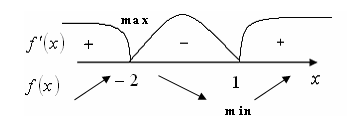 max
f'(x) + − +
f(x) −2 1 x
min